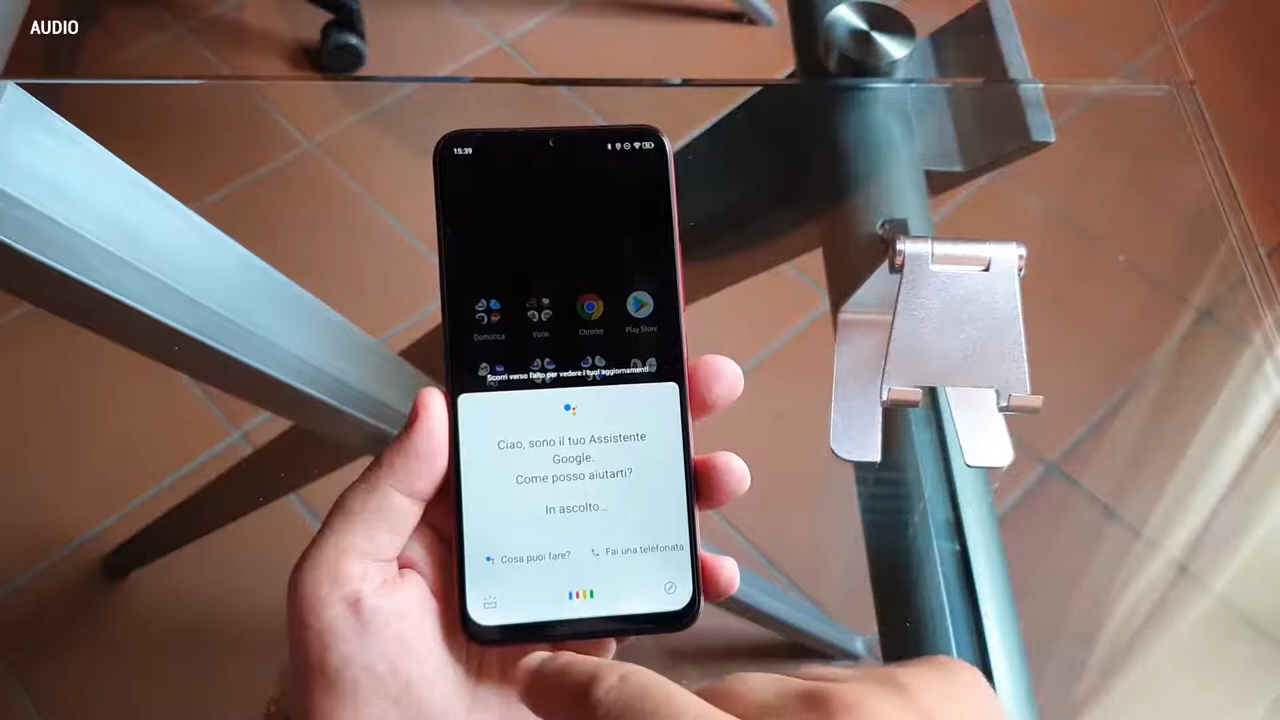 AUDIO
15:39
Domotica
Vario
Chrome
Play Store
Scorri verso l'alto per vedere i tuoi aggiornamenti
Ciao, sono il tuo Assistente
Google.
Come posso aiutarti?
In ascolto...
Cosa puoi fare?
Fai una telefonata